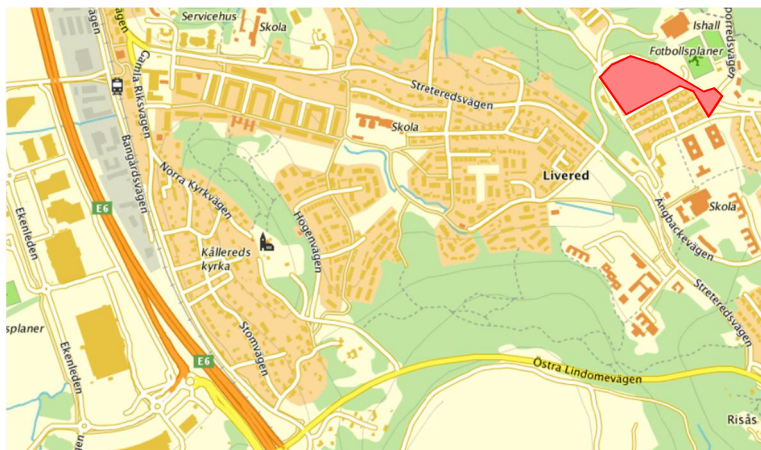 Servicehus
Skola
Ishall
Fotbollsplaner
Gamla Riksvägen
Streteredsvägen
Skola
Bangårdsvägen
Livered
Norra Kyrkvägen
E6
Ekenleden
Högenvägen
Skola
Kållereds
kyrka
Ängbackevägen
Streteredsvägen
splaner
Ekenleden
Stomvägen
E6
Östra Lindomevägen
Risås